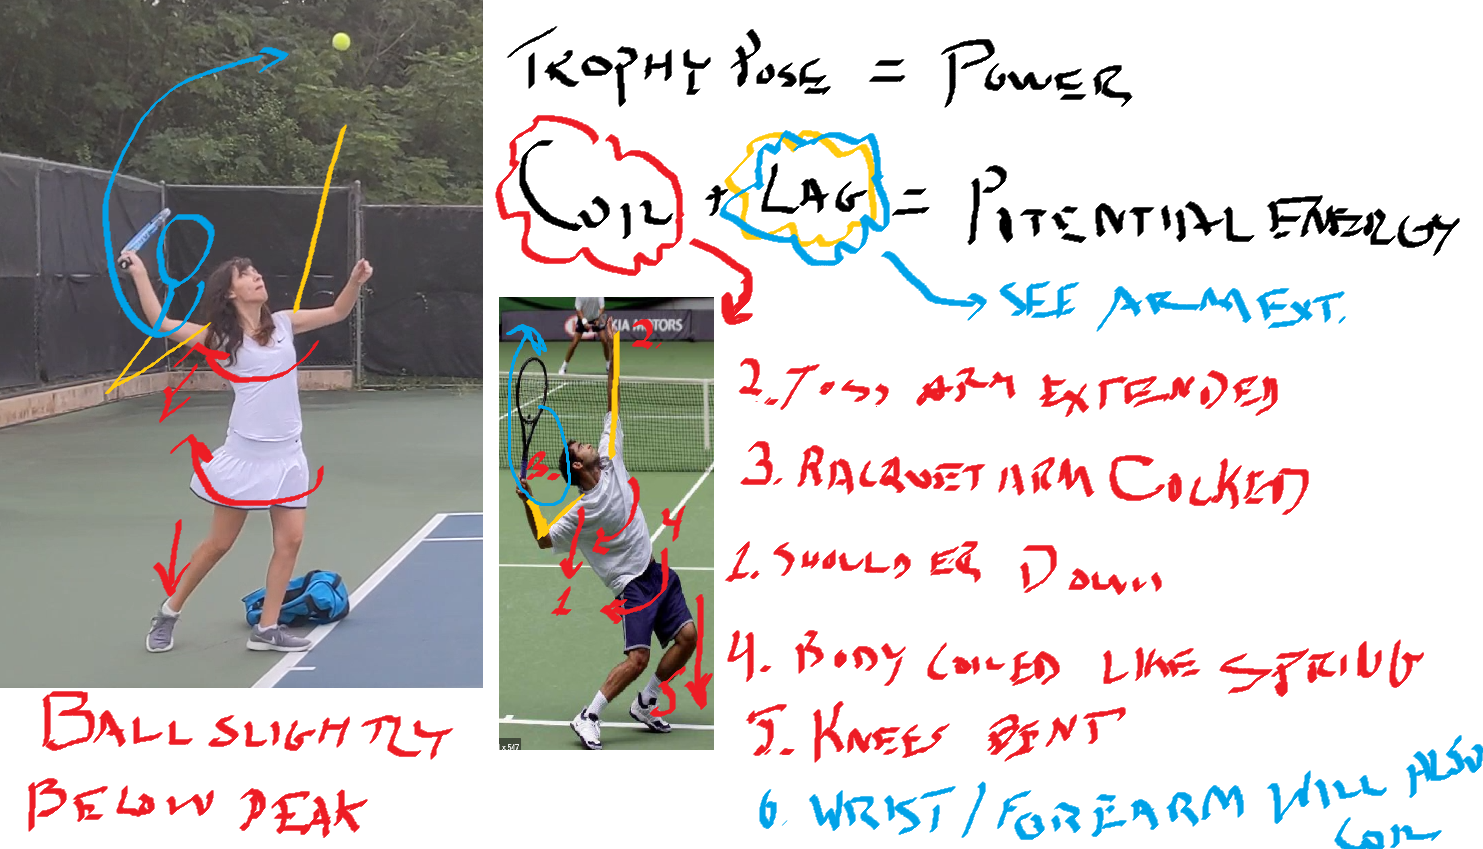 TROPHY POSE = POWER
COIL + LAG = POTENTIAL ENERGY
SEE ARM EXT.
KIA MOTORS
2.
2. TOSS ARM EXTENDED
3.
3. RACQUET ARM COCKED
4
1. SHOULDER DOWN
1
4. BODY COILED LIKE SPRING
5
5. KNEES BENT
BALL SLIGHTLY
BELOW PEAK
x 547
6. WRIST/FOREARM WILL ALSO
COIL